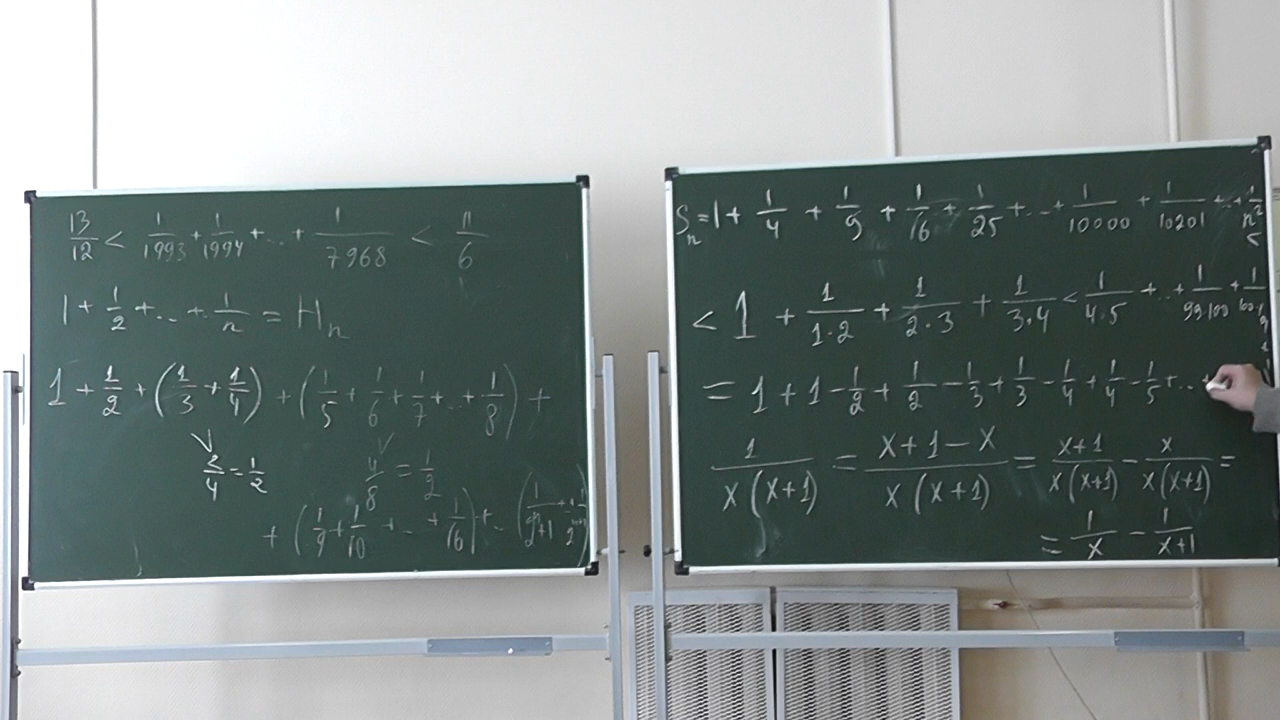 13/12 < 1/1993 + 1/1994 + ... + 1/7968 < 11/6
1 + 1/2 + ... + 1/n = Hₙ
1 + 1/2 + (1/3 + 1/4) + (1/5 + 1/6 + 1/7 + ... + 1/8) +
∨ ∨
2/4 = 1/2 4/8 = 1/2
+ (1/9 + 1/10 + ... + 1/16) + ...
Sₙ = 1 + 1/4 + 1/9 + 1/16 + 1/25 + ... + 1/10000 + 1/10201 + ... + 1/n² <
< 1 + 1/(1·2) + 1/(2·3) + 1/(3·4) < 1/(4·5) + ... + 1/(99·100) +
= 1 + 1 - 1/2 + 1/2 - 1/3 + 1/3 - 1/4 + 1/4 - 1/5 + ...
1/(x(x+1)) = (x+1-x)/(x(x+1)) = (x+1)/(x(x+1)) - x/(x(x+1)) =
= 1/x - 1/(x+1)